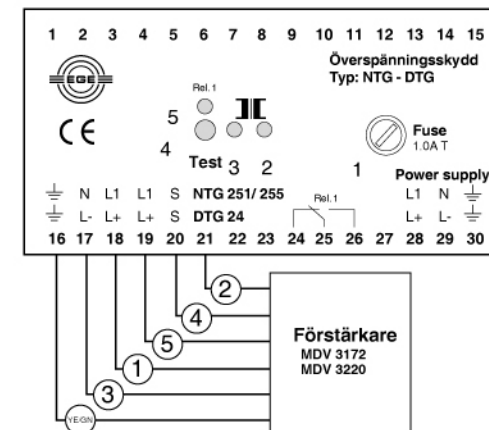 1 2 3 4 5 6 7 8 9 10 11 12 13 14 15
EGE
Överspänningsskydd
Typ: NTG - DTG
Rel.1
5
CE
4
Test 3 2
Fuse
1.0A T
1
Power supply
N L1 L1 S NTG 251/ 255 L1 N
Rel.1
L- L+ L+ S DTG 24 L+ L-
16 17 18 19 20 21 22 23 24 25 26 27 28 29 30
2
4
5
1
3
YE/GN
Förstärkare
MDV 3172
MDV 3220